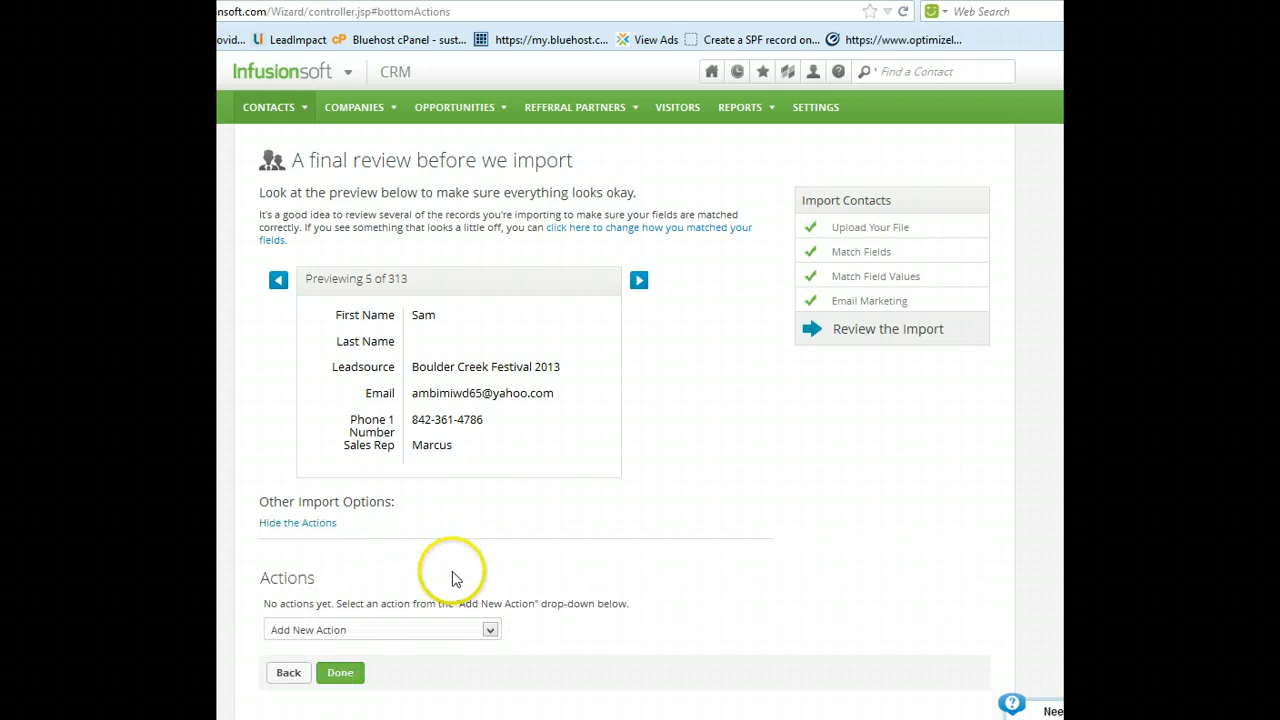 nsoft.com/Wizard/controller.jsp#bottomActions
Web Search
ovid...
LeadImpact
Bluehost cPanel - sust...
https://my.bluehost.c...
View Ads
Create a SPF record on...
https://www.optimizel...
Infusionsoft
CRM
Find a Contact
CONTACTS
COMPANIES
OPPORTUNITIES
REFERRAL PARTNERS
VISITORS
REPORTS
SETTINGS
A final review before we import
Look at the preview below to make sure everything looks okay.
It's a good idea to review several of the records you're importing to make sure your fields are matched
correctly. If you see something that looks a little off, you can click here to change how you matched your
fields.
Previewing 5 of 313
First Name Sam
Last Name
Leadsource Boulder Creek Festival 2013
Email ambimiwd65@yahoo.com
Phone 1 842-361-4786
Number
Sales Rep Marcus
Other Import Options:
Hide the Actions
Actions
No actions yet. Select an action from the "Add New Action" drop-down below.
Add New Action
Back
Done
Import Contacts
Upload Your File
Match Fields
Match Field Values
Email Marketing
Review the Import
?
Nee